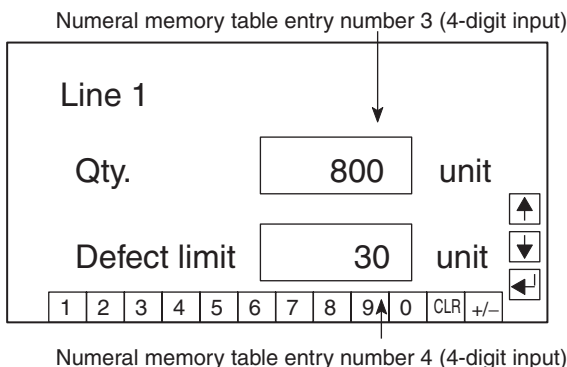 Numeral memory table entry number 3 (4-digit input)
Line 1
Qty. 800 unit
Defect limit 30 unit
1 2 3 4 5 6 7 8 9 0 CLR +/−
Numeral memory table entry number 4 (4-digit input)